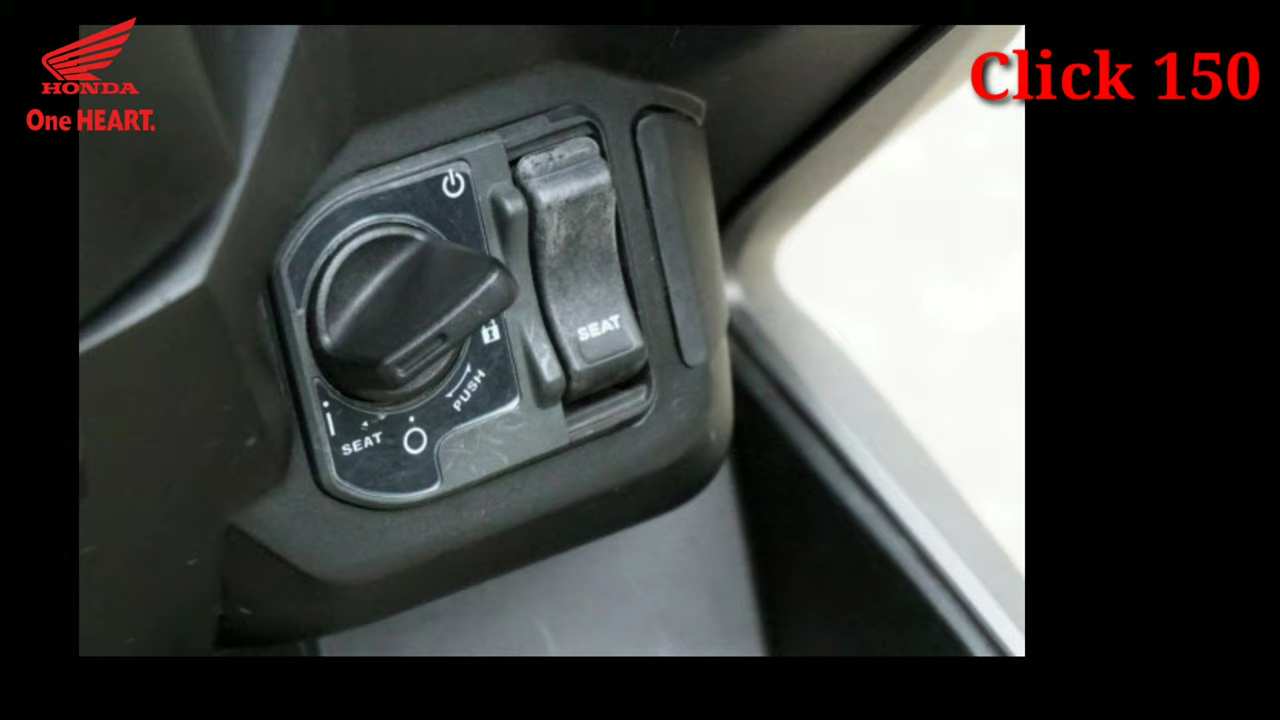 HONDA
One HEART.
Click 150
SEAT
PUSH
SEAT